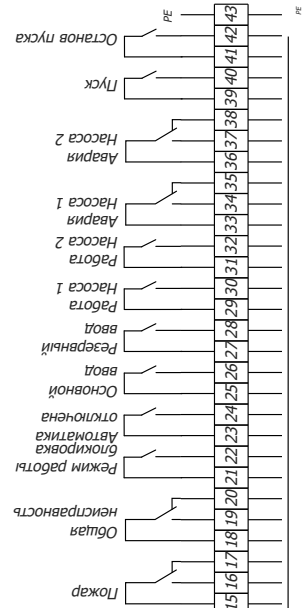 15
16
Пожар
17
18
Общая
19
неисправность
20
21
Режим работы
22
блокировка
23
Автоматика
24
отключена
25
Основной
26
ввод
27
Резервный
28
ввод
29
Работа
30
Насоса 1
31
Работа
32
Насоса 2
33
Авария
34
Насоса 1
35
36
Авария
37
Насоса 2
38
39
Пуск
40
41
Останов пуска
42
PE 43 PE